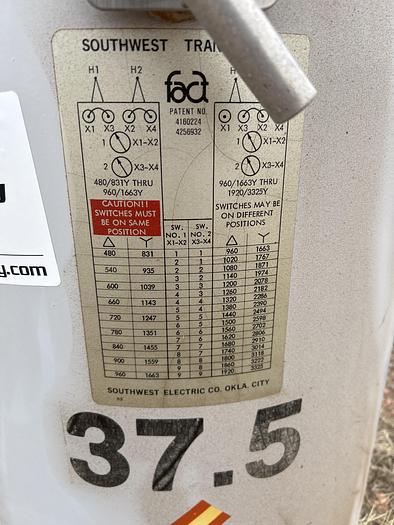 SOUTHWEST TRAN
H1 H2 fact H
PATENT NO.
4160224
4256932
X1 X3 X2 X4 X1 X3 X2 X4
1 X1-X2 1 X1-X2
2 X3-X4 2 X3-X4
480/831Y THRU 960/1663Y THRU
960/1663Y 1920/3325Y
CAUTION!!
SWITCHES MUST
BE ON SAME
POSITION
SWITCHES MAY BE
ON DIFFERENT
POSITIONS
SW. NO. 1 X1-X2
SW. NO. 2 X3-X4
△ Y △ Y
480 831 1 1 960 1663
2 1 1020 1767
540 935 2 2 1080 1871
3 2 1140 1974
600 1039 3 3 1200 2078
4 3 1260 2182
660 1143 4 4 1320 2286
5 4 1380 2390
720 1247 5 5 1440 2494
6 5 1500 2598
780 1351 6 6 1560 2702
7 6 1620 2806
840 1455 7 7 1680 2910
8 7 1740 3014
900 1559 8 8 1800 3118
9 8 1860 3222
960 1663 9 9 1920 3325
SOUTHWEST ELECTRIC CO. OKLA. CITY
37.5
y.com